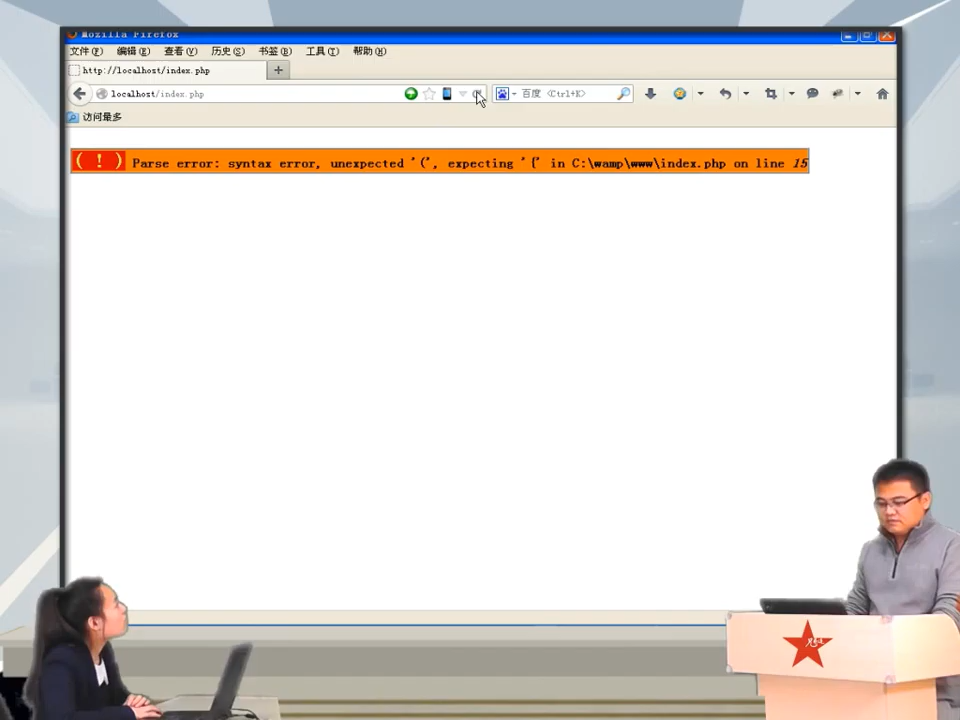 Mozilla Firefox
文件(F) 编辑(E) 查看(V) 历史(S) 书签(B) 工具(T) 帮助(H)
http://localhost/index.php
localhost/index.php 百度 <Ctrl+K>
访问最多
( ! ) Parse error: syntax error, unexpected '(', expecting '{' in C:\wamp\www\index.php on line 15